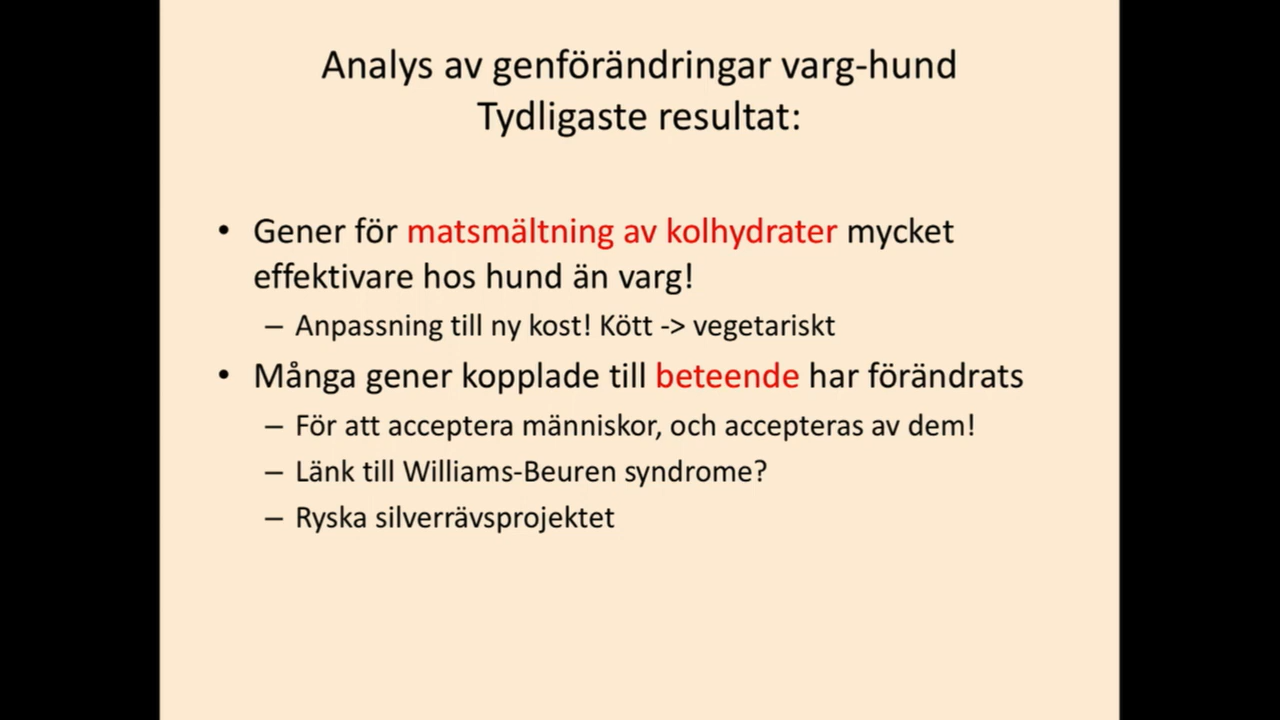 Analys av genförändringar varg-hund
Tydligaste resultat:
• Gener för matsmältning av kolhydrater mycket
effektivare hos hund än varg!
– Anpassning till ny kost! Kött -> vegetariskt
• Många gener kopplade till beteende har förändrats
– För att acceptera människor, och accepteras av dem!
– Länk till Williams-Beuren syndrome?
– Ryska silverrävsprojektet